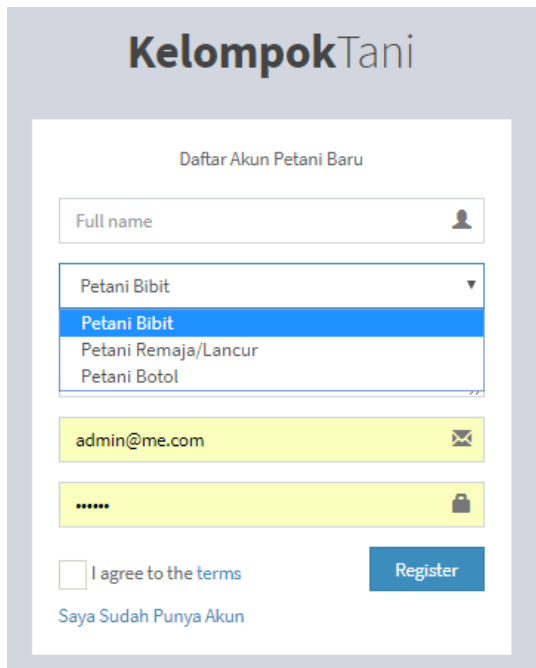 KelompokTani
Daftar Akun Petani Baru
Full name
Petani Bibit
Petani Bibit
Petani Remaja/Lancur
Petani Botol
admin@me.com
••••••
I agree to the terms
Register
Saya Sudah Punya Akun